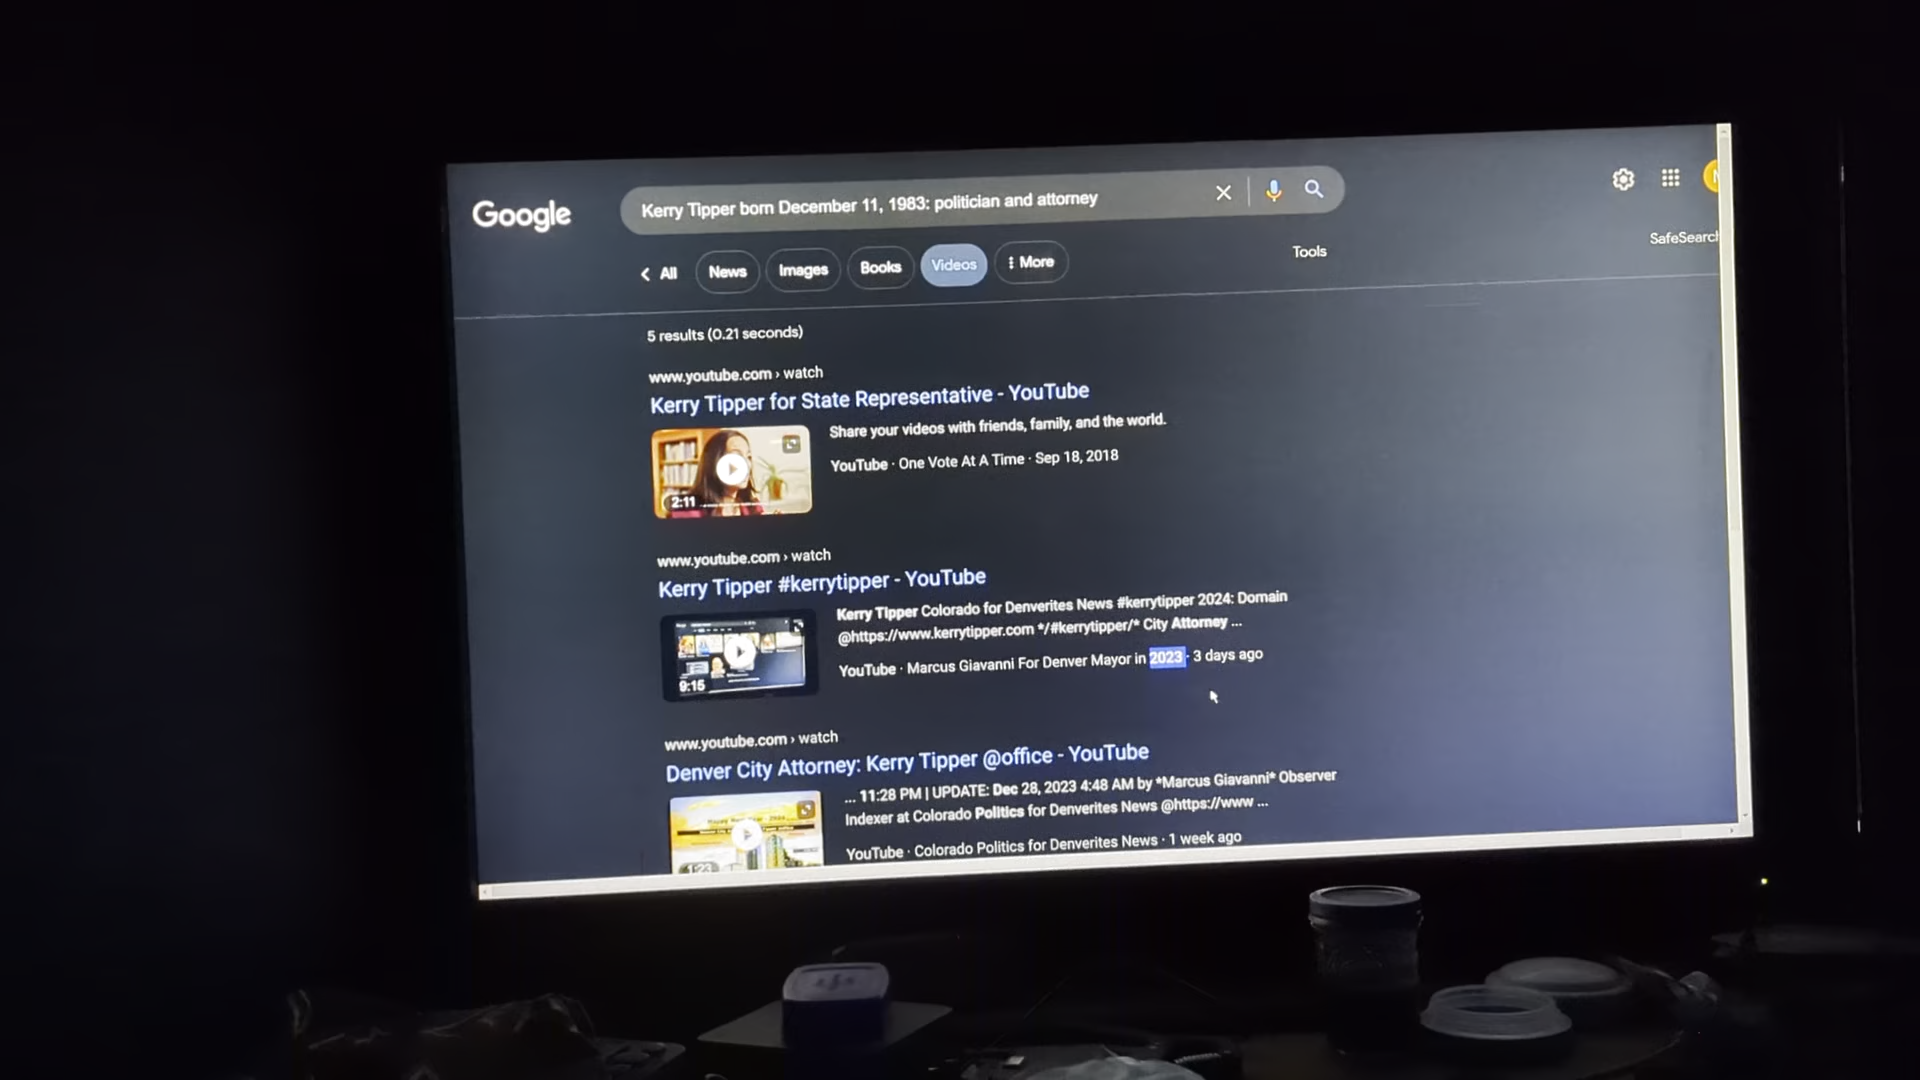 Google
Kerry Tipper born December 11, 1983: politician and attorney
All
News
Images
Books
Videos
More
Tools
SafeSearch
5 results (0.21 seconds)
www.youtube.com › watch
Kerry Tipper for State Representative - YouTube
Share your videos with friends, family, and the world.
YouTube · One Vote At A Time · Sep 18, 2018
2:11
www.youtube.com › watch
Kerry Tipper #kerrytipper - YouTube
Kerry Tipper Colorado for Denverites News #kerrytipper 2024: Domain
@https://www.kerrytipper.com */#kerrytipper/* City Attorney ...
YouTube · Marcus Giavanni For Denver Mayor in 2023 · 3 days ago
9:15
www.youtube.com › watch
Denver City Attorney: Kerry Tipper @office - YouTube
... 11:28 PM | UPDATE: Dec 28, 2023 4:48 AM by *Marcus Giavanni* Observer
Indexer at Colorado Politics for Denverites News @https://www ...
YouTube · Colorado Politics for Denverites News · 1 week ago
1:23